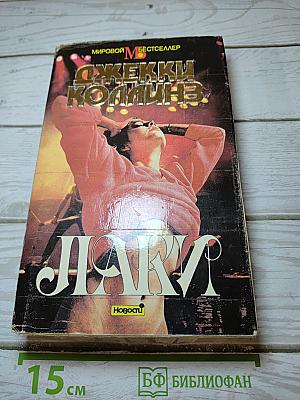 МИРОВОЙ М БЕСТСЕЛЛЕР
ДЖЕККИ
КОЛЛИНЗ
ЛАКИ
Новости
15 см
БФ БИБЛИОФАН